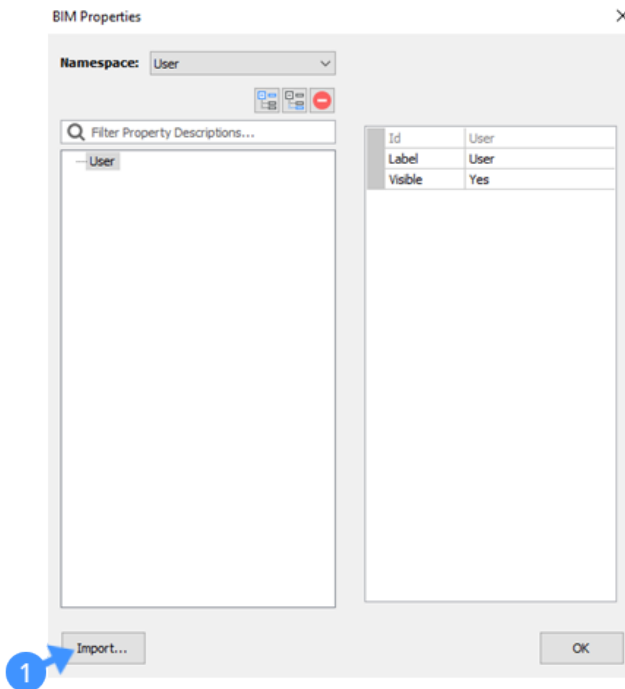 BIM Properties
Namespace: User
Filter Property Descriptions...
User
Id User
Label User
Visible Yes
Import...
OK
1